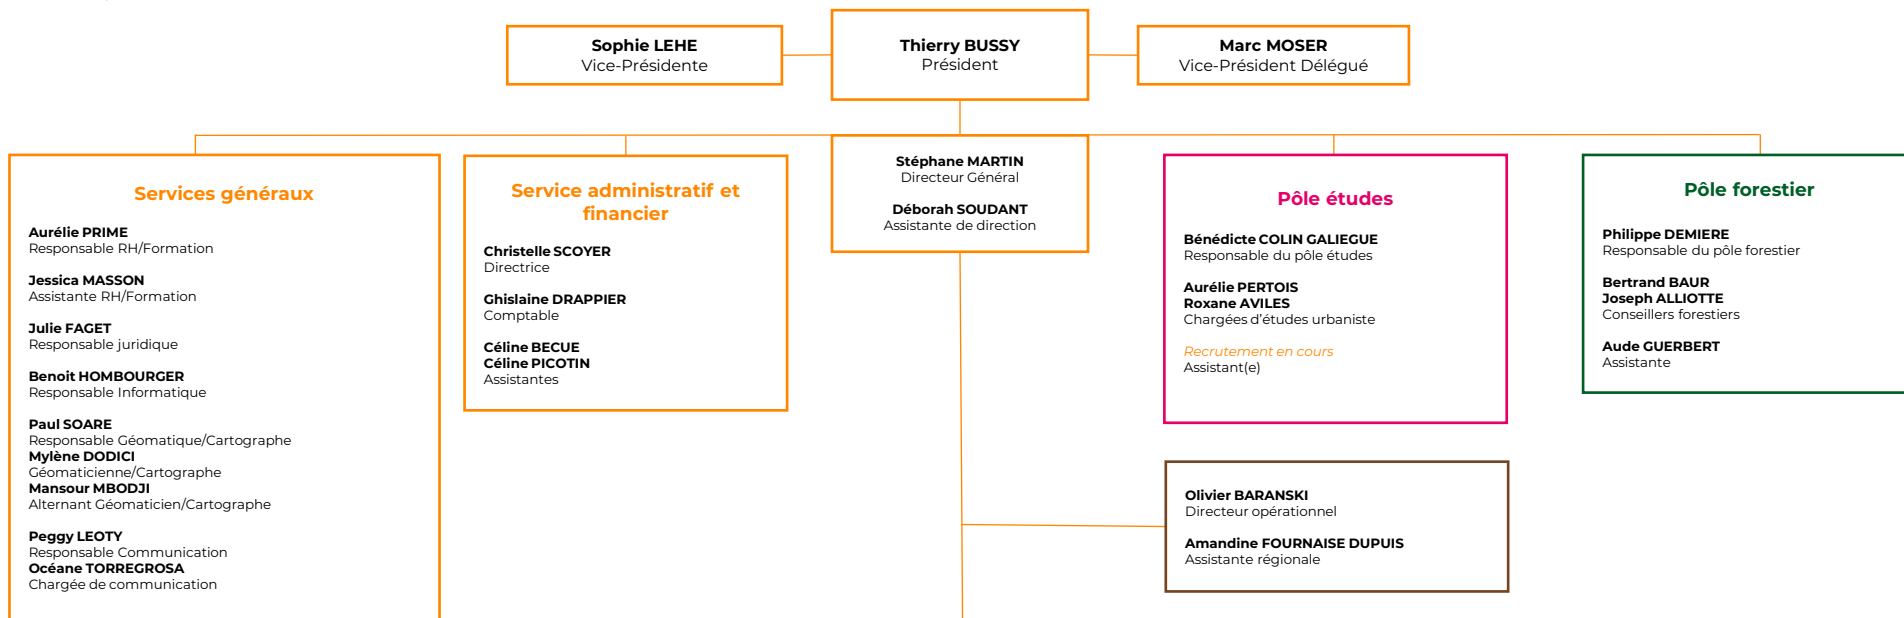 Sophie LEHE
Vice-Présidente
Thierry BUSSY
Président
Marc MOSER
Vice-Président Délégué
Services généraux
Aurélie PRIME
Responsable RH/Formation
Jessica MASSON
Assistante RH/Formation
Julie FAGET
Responsable juridique
Benoit HOMBOURGER
Responsable Informatique
Paul SOARE
Responsable Géomatique/Cartographe
Mylène DODICI
Géomaticienne/Cartographe
Mansour MBODJI
Alternant Géomaticien/Cartographe
Peggy LEOTY
Responsable Communication
Océane TORREGROSA
Chargée de communication
Service administratif et
financier
Christelle SCOYER
Directrice
Ghislaine DRAPPIER
Comptable
Céline BECUE
Céline PICOTIN
Assistantes
Stéphane MARTIN
Directeur Général
Déborah SOUDANT
Assistante de direction
Pôle études
Bénédicte COLIN GALIEGUE
Responsable du pôle études
Aurélie PERTOIS
Roxane AVILES
Chargées d'études urbaniste
Recrutement en cours
Assistant(e)
Pôle forestier
Philippe DEMIERE
Responsable du pôle forestier
Bertrand BAUR
Joseph ALLIOTTE
Conseillers forestiers
Aude GUERBERT
Assistante
Olivier BARANSKI
Directeur opérationnel
Amandine FOURNAISE DUPUIS
Assistante régionale